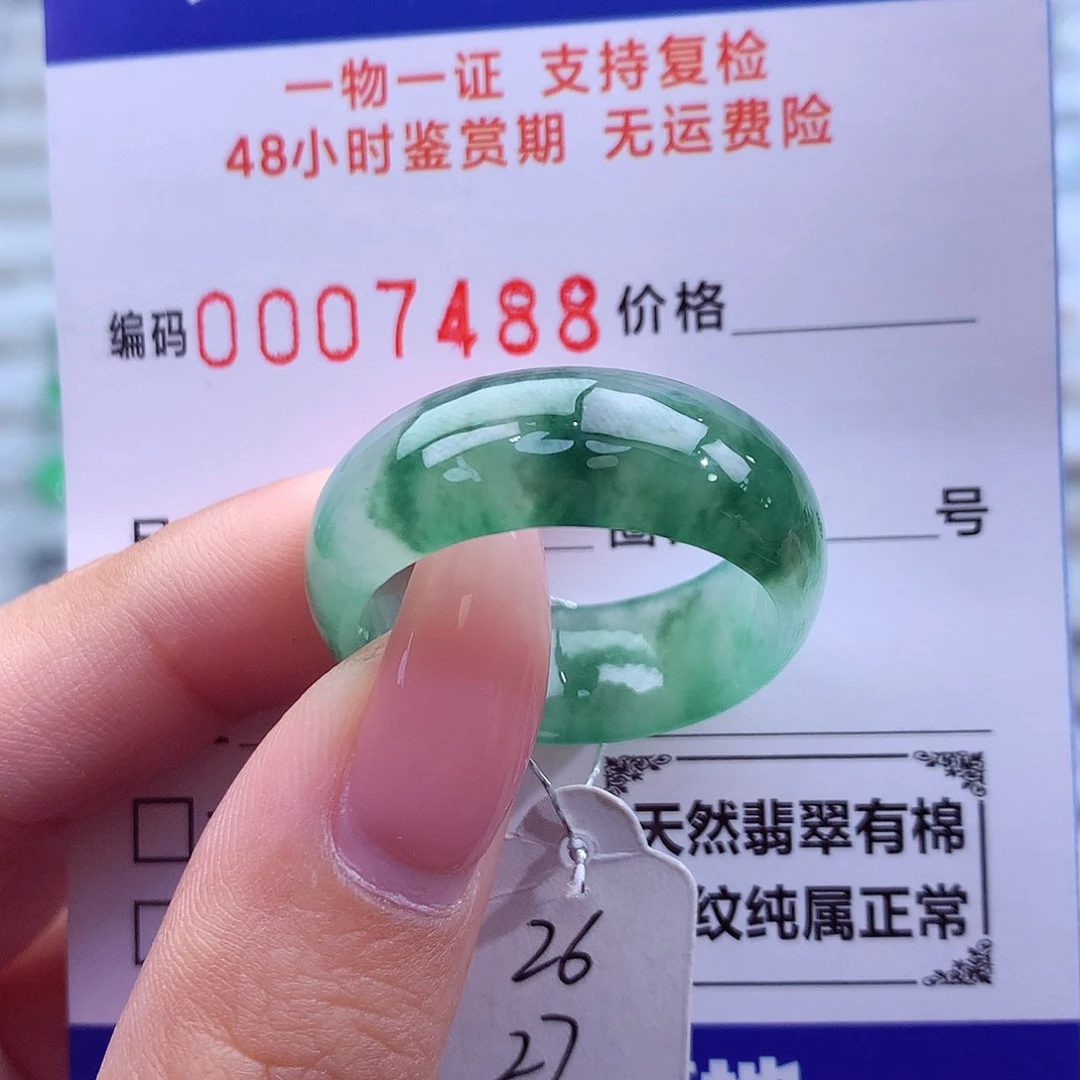 一物一证 支持复检
48小时鉴赏期 无运费险
编码0007488价格
号
天然翡翠有棉
纹纯属正常
26
27